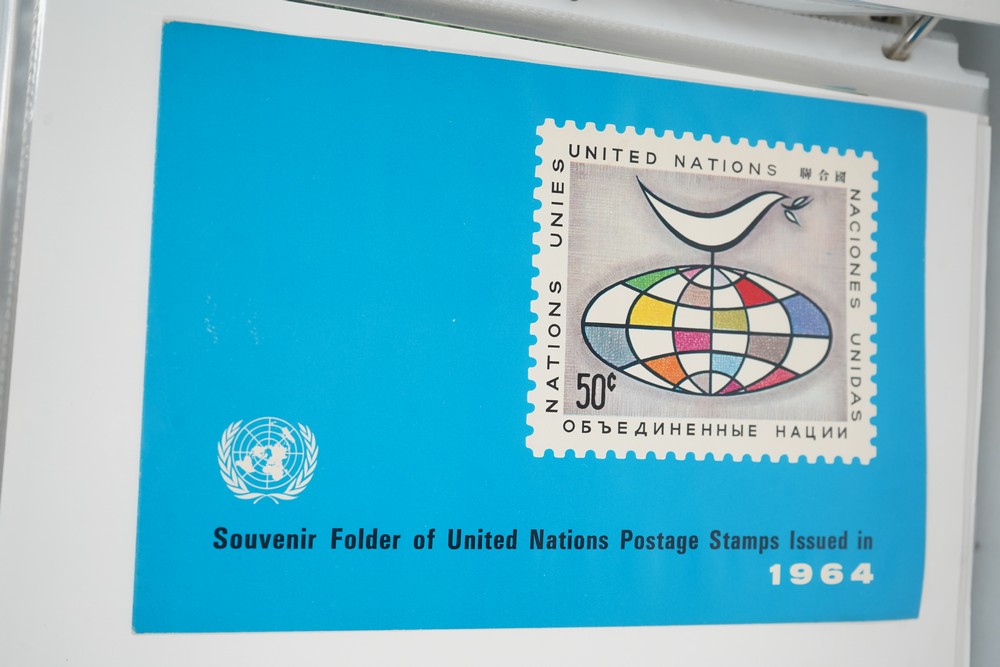 UNITED NATIONS 聯合國
NATIONS UNIES
NACIONES UNIDAS
50¢
ОБЪЕДИНЕННЫЕ НАЦИИ
Souvenir Folder of United Nations Postage Stamps Issued in
1964